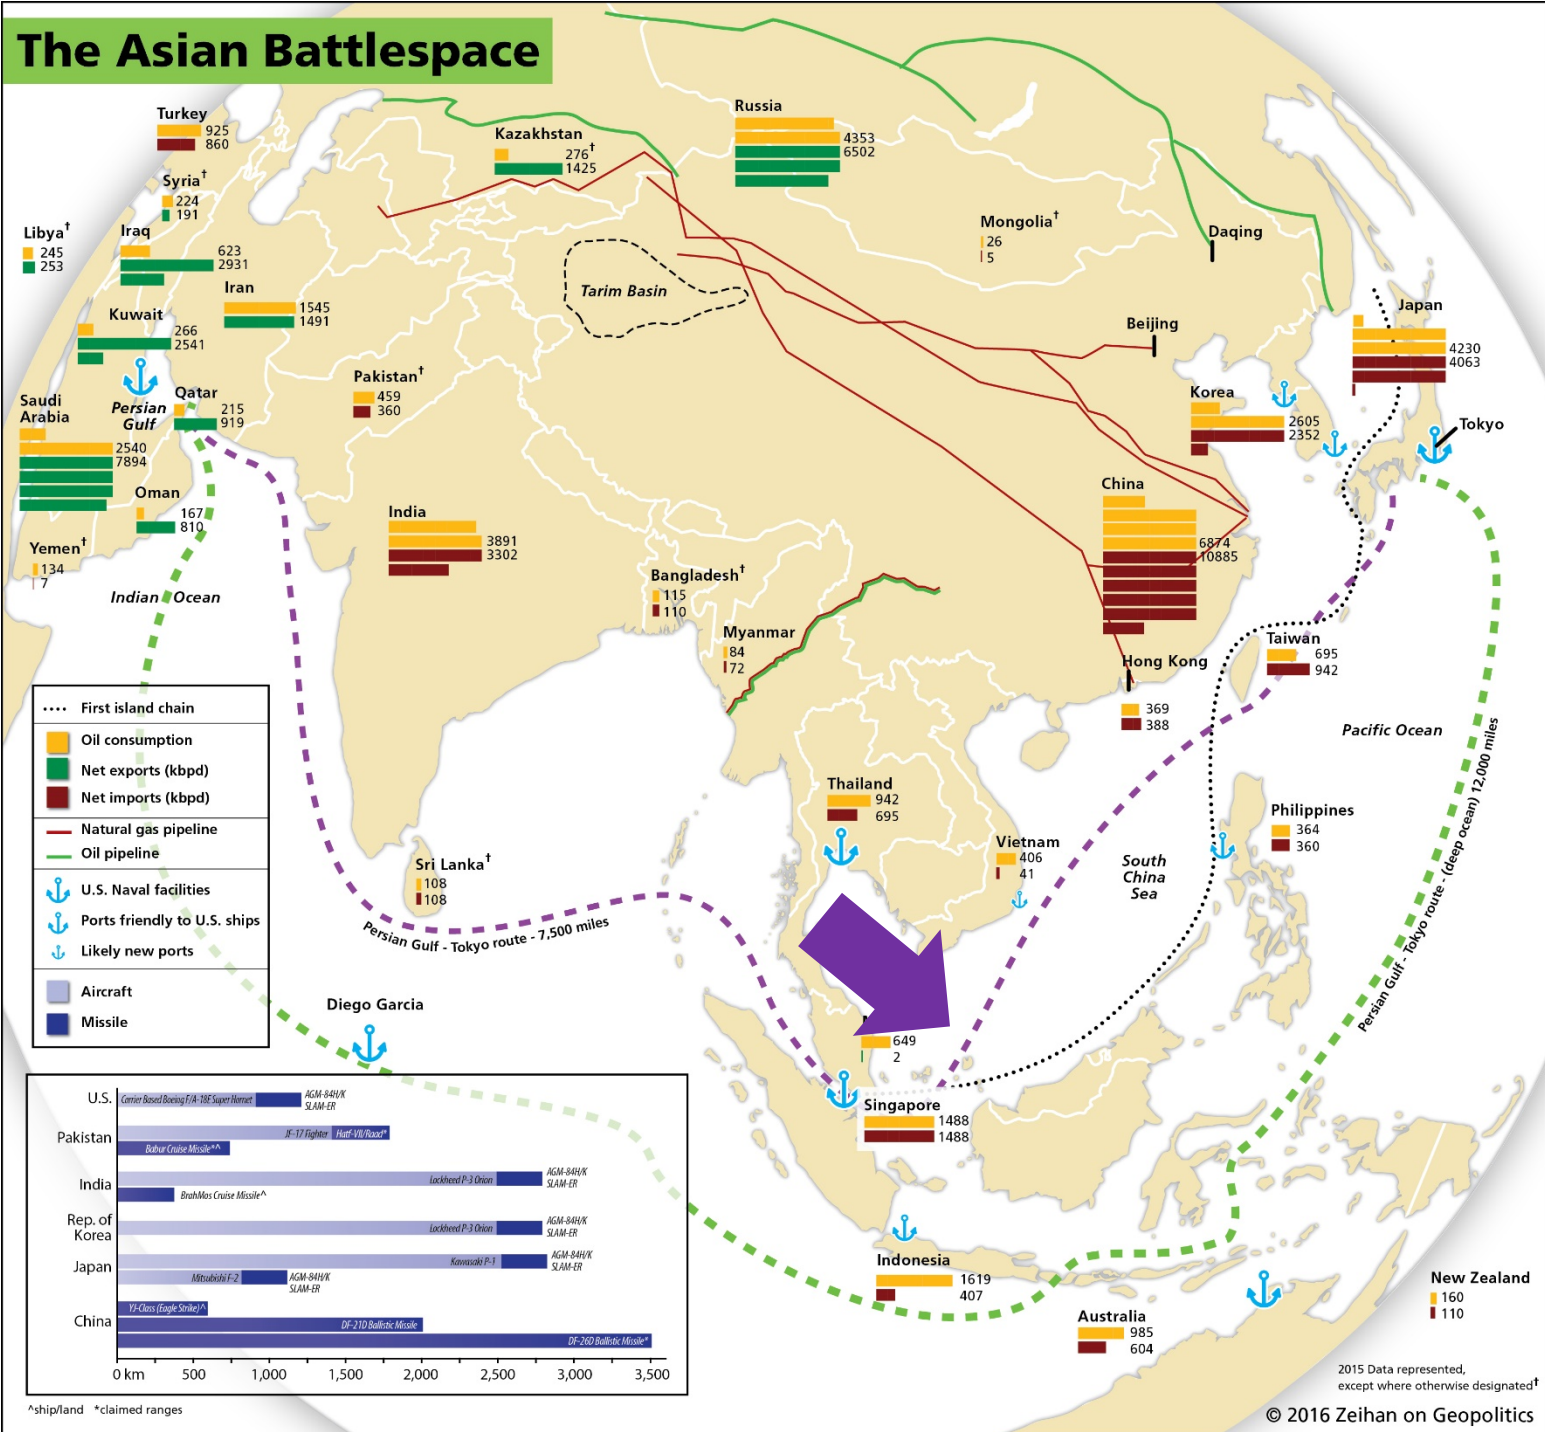 The Asian Battlespace
Turkey
925
860
Syria†
224
191
Libya†
245
253
Iraq
623
2931
Iran
1545
1491
Kuwait
266
2541
Persian
Gulf
Qatar
215
919
Saudi
Arabia
2540
7894
Oman
167
810
Yemen†
134
7
Indian Ocean
Kazakhstan
276†
1425
Russia
4353
6502
Mongolia†
26
5
Daqing
Tarim Basin
Beijing
Japan
4230
4063
Korea
2605
2352
Tokyo
Pakistan†
459
360
India
3891
3302
China
6874
10885
Bangladesh†
115
110
Myanmar
84
72
Hong Kong
369
388
Taiwan
695
942
Pacific Ocean
Thailand
942
695
Vietnam
406
41
South
China
Sea
Philippines
364
360
Sri Lanka†
108
108
Persian Gulf - Tokyo route - 7,500 miles
Persian Gulf - Tokyo route - (deep ocean) 12,000 miles
Diego Garcia
649
2
Singapore
1488
1488
Indonesia
1619
407
Australia
985
604
New Zealand
160
110
First island chain
Oil consumption
Net exports (kbpd)
Net imports (kbpd)
Natural gas pipeline
Oil pipeline
U.S. Naval facilities
Ports friendly to U.S. ships
Likely new ports
Aircraft
Missile
U.S.
Carrier Based Boeing F/A-18E Super Hornet
AGM-84H/K
SLAM-ER
Pakistan
JF-17 Fighter
Hatf-VII/Raad*
Babur Cruise Missile*^
India
Lockheed P-3 Orion
AGM-84H/K
SLAM-ER
BrahMos Cruise Missile^
Rep. of
Korea
Lockheed P-3 Orion
AGM-84H/K
SLAM-ER
Japan
Kawasaki P-1
AGM-84H/K
SLAM-ER
Mitsubishi F-2
AGM-84H/K
SLAM-ER
China
YJ-Class (Eagle Strike)^
DF-21D Ballistic Missile
DF-26D Ballistic Missile*
0 km 500 1,000 1,500 2,000 2,500 3,000 3,500
^ship/land *claimed ranges
2015 Data represented,
except where otherwise designated†
© 2016 Zeihan on Geopolitics